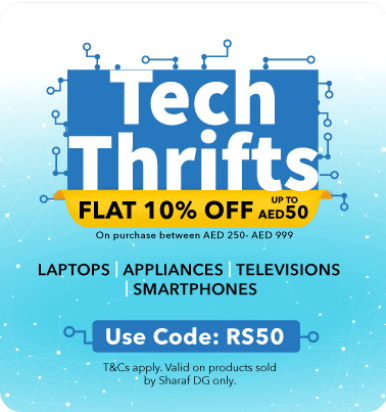 Tech
Thrifts
FLAT 10% OFF UP TO AED50
On purchase between AED 250- AED 999
LAPTOPS | APPLIANCES | TELEVISIONS
| SMARTPHONES
Use Code: RS50
T&Cs apply. Valid on products sold
by Sharaf DG only.